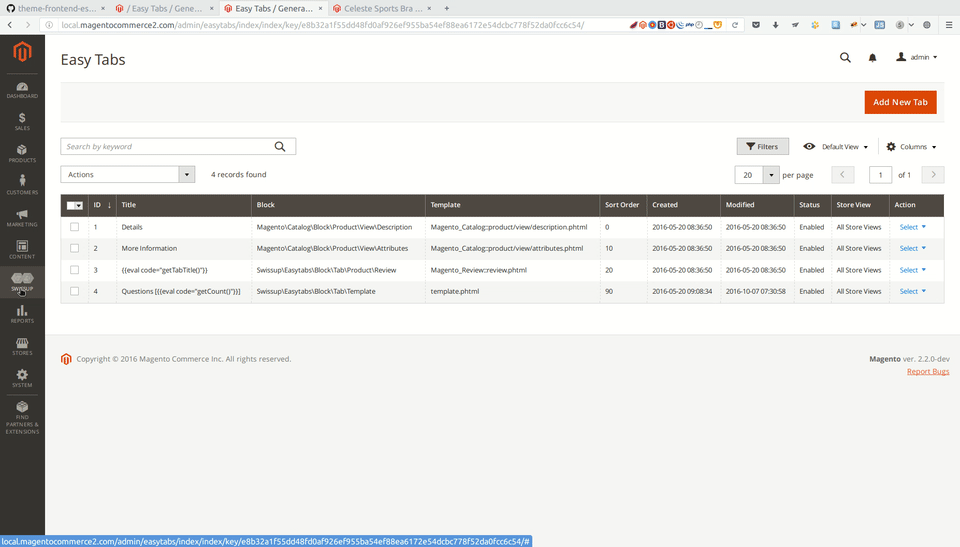 theme-frontend-es...
/ Easy Tabs / Gene...
Easy Tabs / Genera...
Celeste Sports Bra ...
local.magentocommerce2.com/admin/easytabs/index/index/key/e8b32a1f55dd48fd0af926ef955ba54ef88ea6172e54dcbc778f52da0fcc6c54/
Easy Tabs
admin
Add New Tab
Search by keyword
Filters
Default View
Columns
Actions
4 records found
20
per page
1
of 1
ID Title Block Template Sort Order Created Modified Status Store View Action
1 Details Magento\Catalog\Block\Product\View\Description Magento_Catalog::product/view/description.phtml 0 2016-05-20 08:36:50 2016-05-20 08:36:50 Enabled All Store Views Select
2 More Information Magento\Catalog\Block\Product\View\Attributes Magento_Catalog::product/view/attributes.phtml 10 2016-05-20 08:36:50 2016-05-20 08:36:50 Enabled All Store Views Select
3 {{eval code="getTabTitle()"}} Swissup\Easytabs\Block\Tab\Product\Review Magento_Review::review.phtml 20 2016-05-20 08:36:50 2016-05-20 08:36:50 Enabled All Store Views Select
4 Questions [{{eval code="getCount()"}}] Swissup\Easytabs\Block\Tab\Template template.phtml 90 2016-05-20 09:08:34 2016-10-07 07:30:58 Enabled All Store Views Select
DASHBOARD
SALES
PRODUCTS
CUSTOMERS
MARKETING
CONTENT
SWISSUP
REPORTS
STORES
SYSTEM
FIND
PARTNERS &
EXTENSIONS
Copyright © 2016 Magento Commerce Inc. All rights reserved.
Magento ver. 2.2.0-dev
Report Bugs
local.magentocommerce2.com/admin/easytabs/index/index/key/e8b32a1f55dd48fd0af926ef955ba54ef88ea6172e54dcbc778f52da0fcc6c54/#